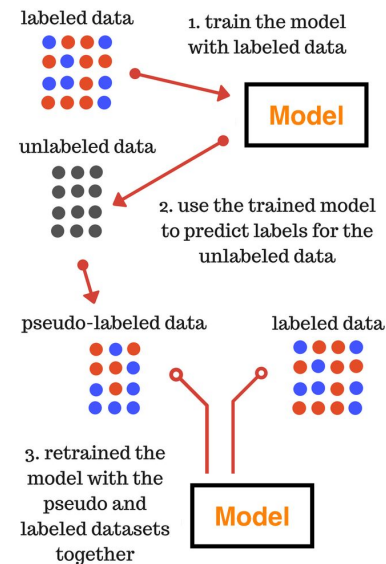 labeled data
1. train the model
with labeled data
Model
unlabeled data
2. use the trained model
to predict labels for the
unlabeled data
pseudo-labeled data
labeled data
3. retrained the
model with the
pseudo and
labeled datasets
together
Model